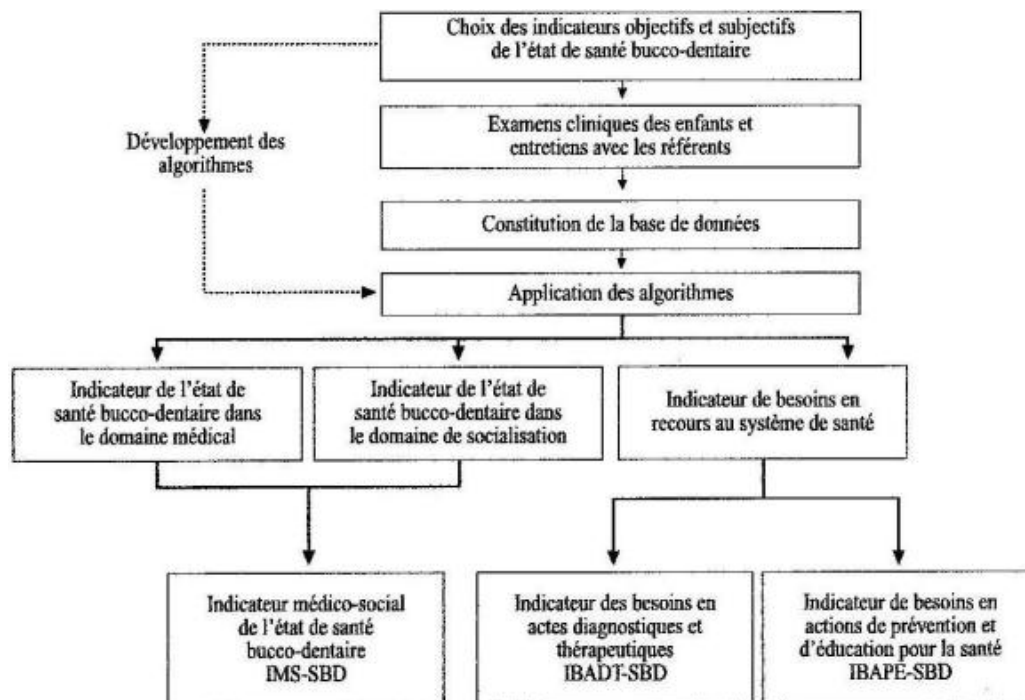 Choix des indicateurs objectifs et subjectifs
de l'état de santé bucco-dentaire
Développement des
algorithmes
Examens cliniques des enfants et
entretiens avec les référents
Constitution de la base de données
Application des algorithmes
Indicateur de l'état de
santé bucco-dentaire dans
le domaine médical
Indicateur de l'état de
santé bucco-dentaire dans
le domaine de socialisation
Indicateur de besoins en
recours au système de santé
Indicateur médico-social
de l'état de santé
bucco-dentaire
IMS-SBD
Indicateur des besoins en
actes diagnostiques et
thérapeutiques
IBADT-SBD
Indicateur de besoins en
actions de prévention et
d'éducation pour la santé
IBAPE-SBD